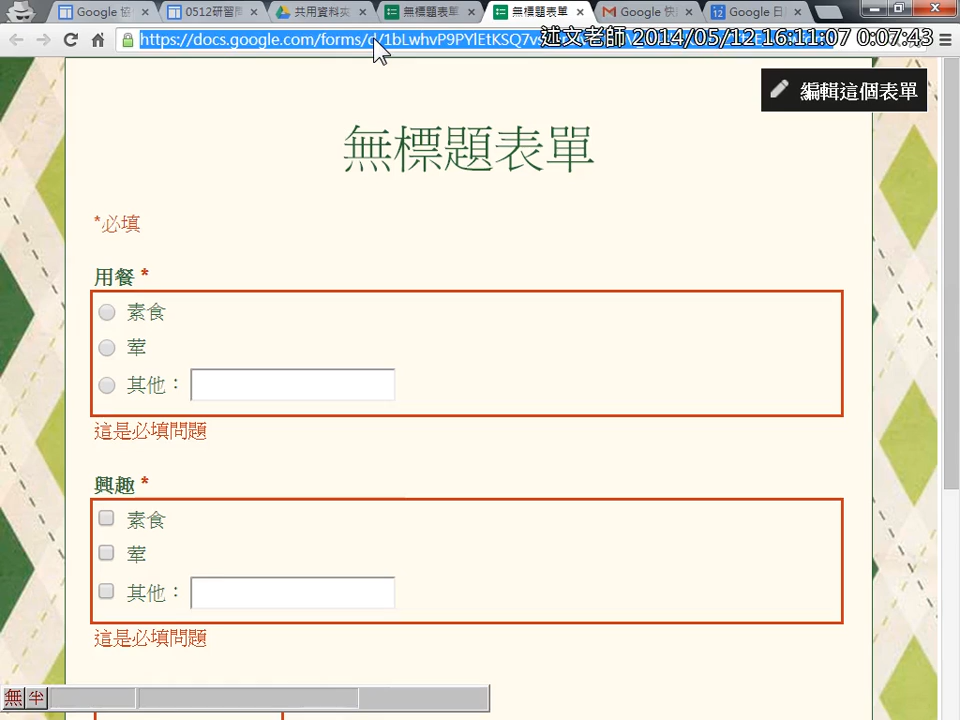 Google 協
0512研習
共用資料夾
無標題表單
無標題表單
Google 快
Google 日
12
https://docs.google.com/forms/d/1bLwhvP9PYlEtKSQ7v
述文老師 2014/05/12 16:11:07 0:07:43
編輯這個表單
無標題表單
*必填
用餐 *
素食
葷
其他：
這是必填問題
興趣 *
素食
葷
其他：
這是必填問題
無 半